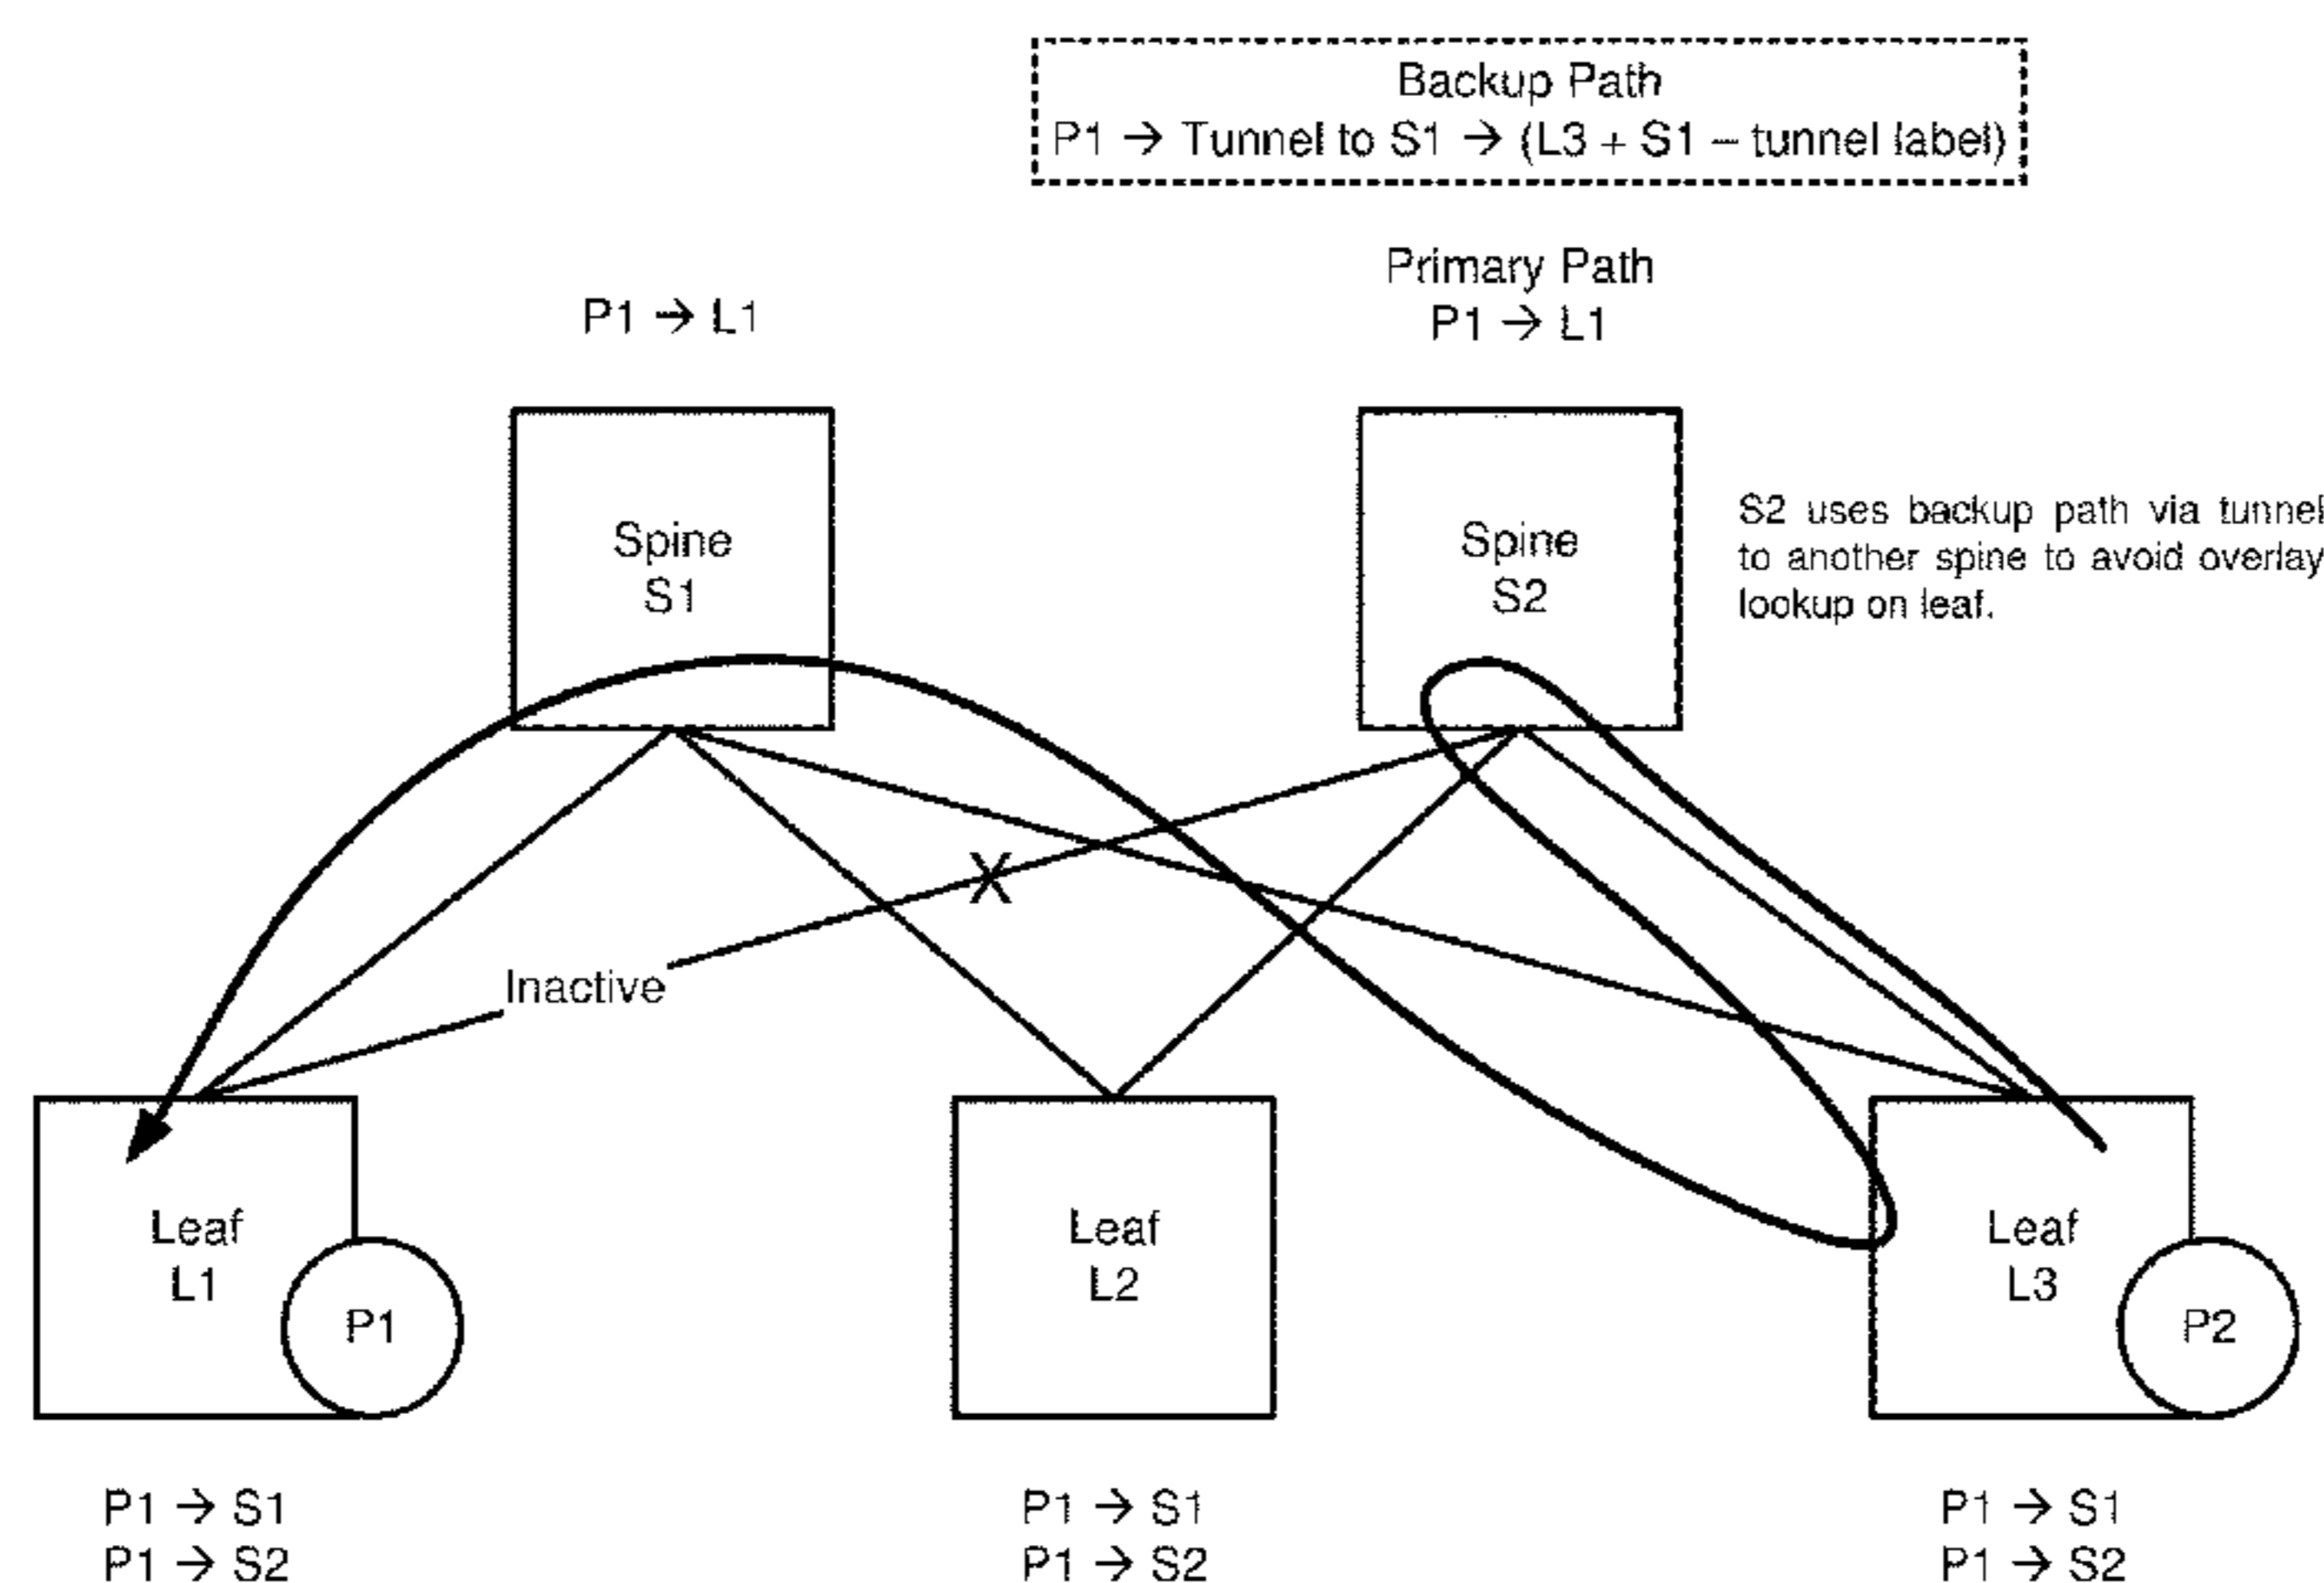 Backup Path
P1 → Tunnel to S1 → (L3 + S1 – tunnel label)
Primary Path
P1 → L1
P1 → L1
Spine
S1
Spine
S2
S2 uses backup path via tunnel
to another spine to avoid overlay
lookup on leaf.
X
Inactive
Leaf
L1
P1
Leaf
L2
Leaf
L3
P2
P1 → S1
P1 → S2
P1 → S1
P1 → S2
P1 → S1
P1 → S2